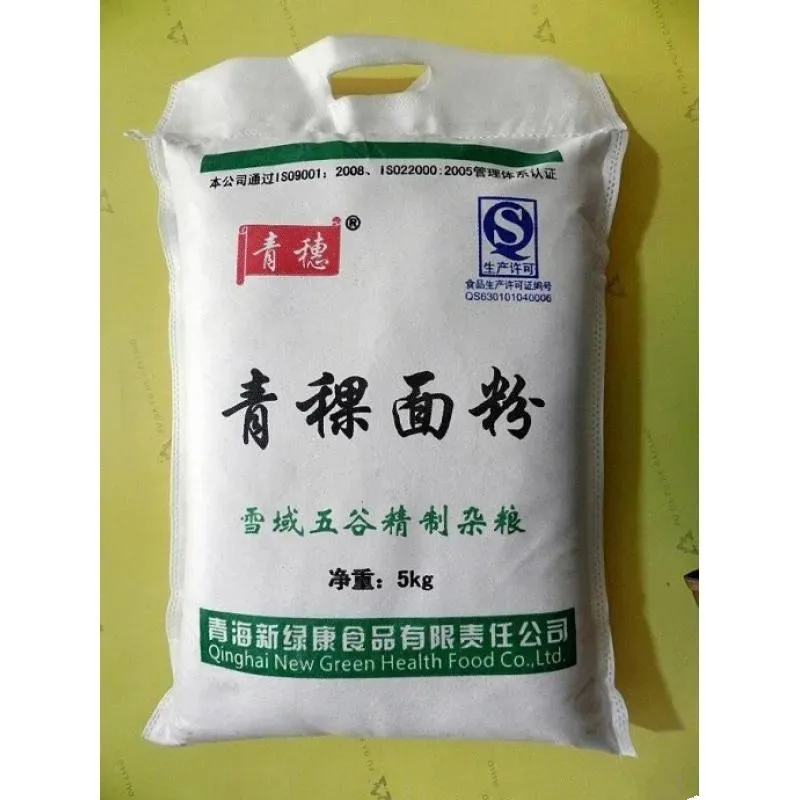 本公司通过ISO9001:2008、ISO22000:2005管理体系认证
青穗®
QS
生产许可
食品生产许可证编号
QS630101040006
青稞面粉
雪域五谷精制杂粮
净重:5kg
青海新绿康食品有限责任公司
Qinghai New Green Health Food Co.,Ltd.